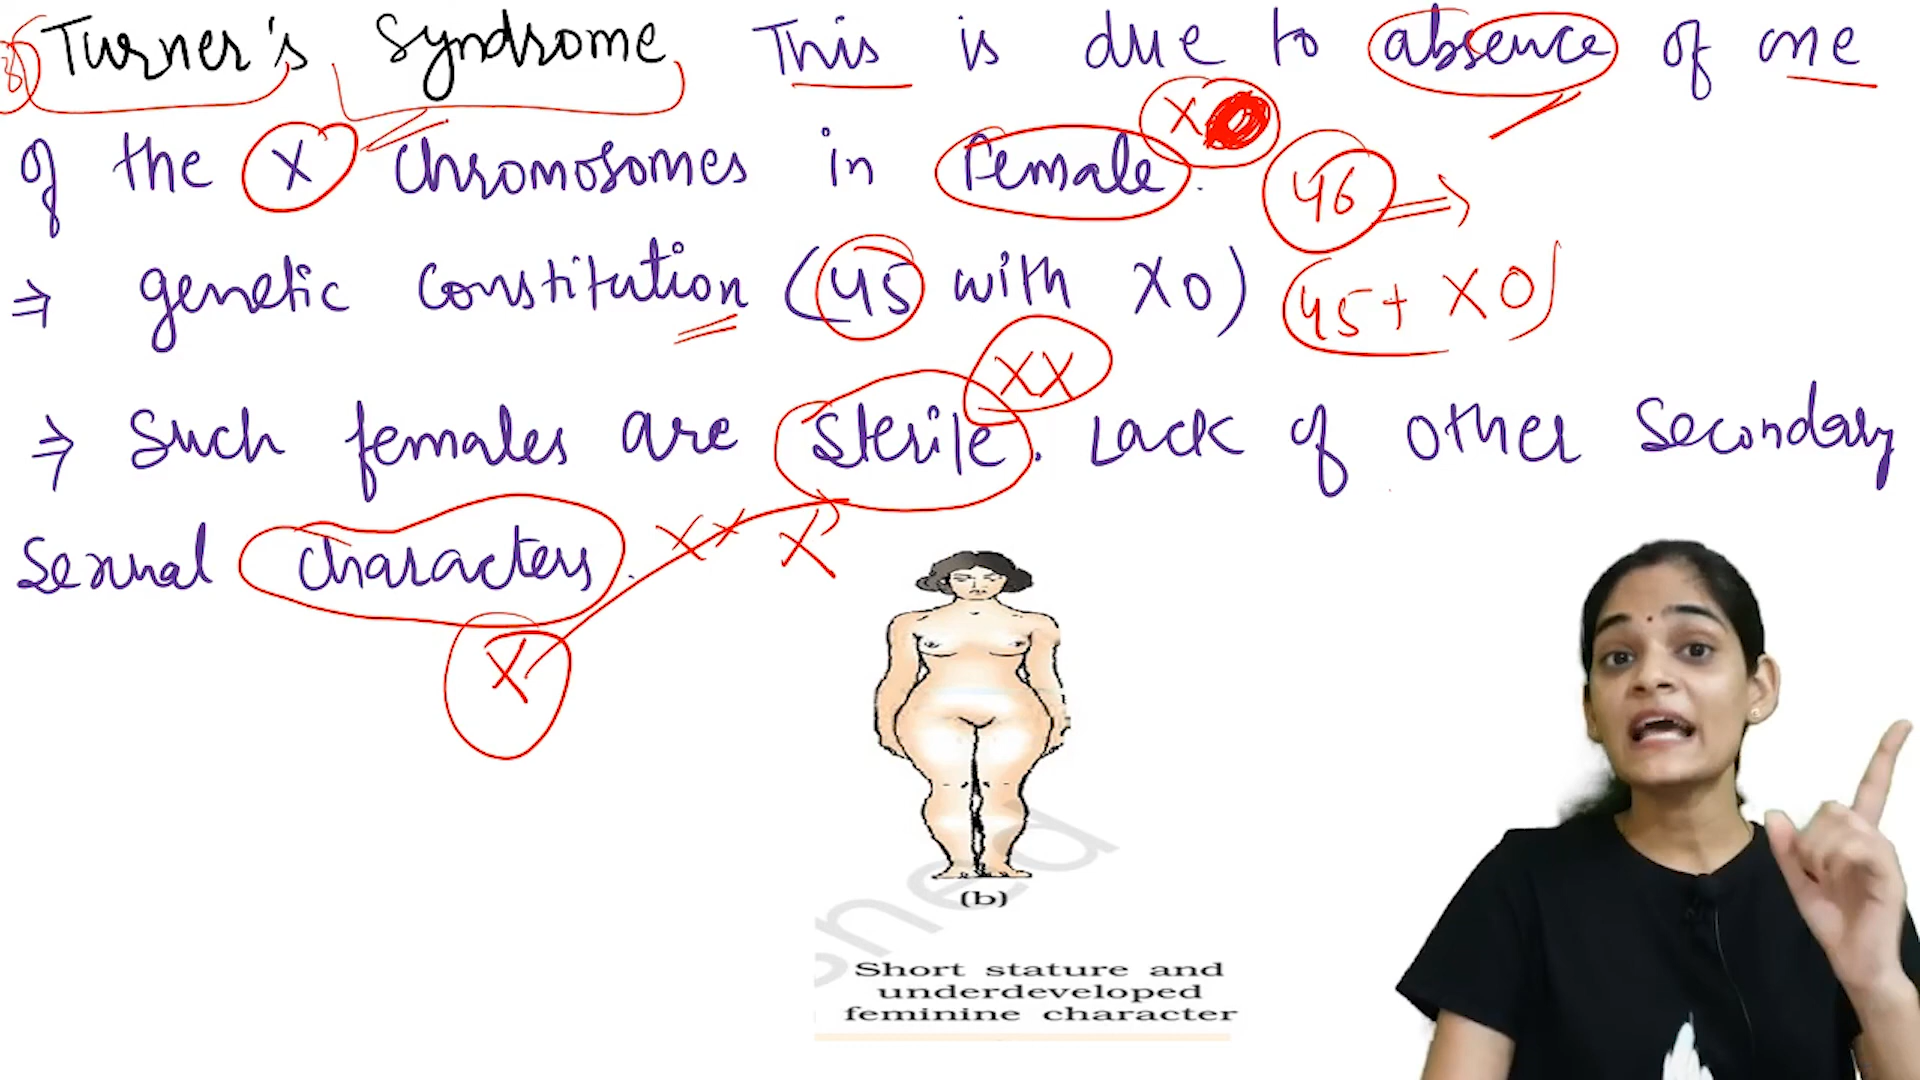 8) Turner's Syndrome This is due to absence of one
XO
of the X chromosomes in Female. 46 ⇒
⇒ genetic constitution (45 with XO) (45+ XO)
XX
⇒ Such females are Sterile. Lack of other Secondary
Sexual characters. X X X
X
(b)
Short stature and
underdeveloped
feminine character